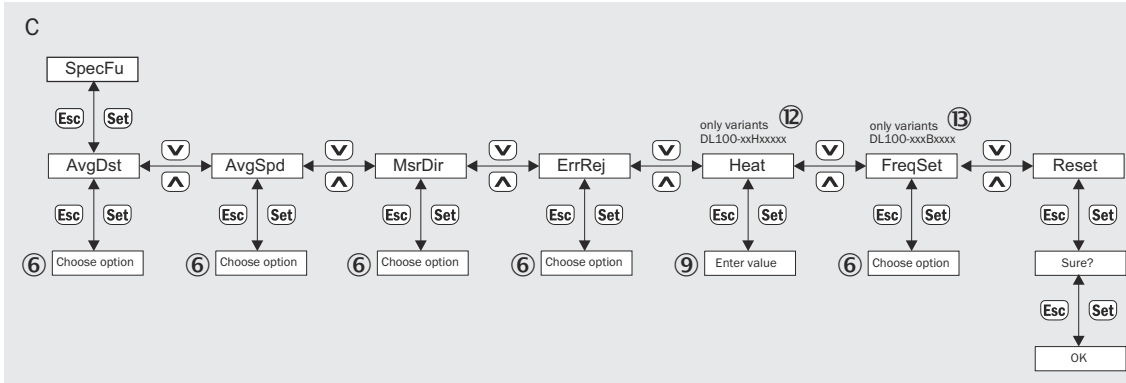 C
SpecFu
Esc Set
only variants ⑫
DL100-xxHxxxxx
only variants ⑬
DL100-xxxBxxxx
AvgDst AvgSpd MsrDir ErrRej Heat FreqSet Reset
Esc Set Esc Set Esc Set Esc Set Esc Set Esc Set Esc Set
⑥ Choose option ⑥ Choose option ⑥ Choose option ⑥ Choose option ⑨ Enter value ⑥ Choose option Sure?
Esc Set
OK